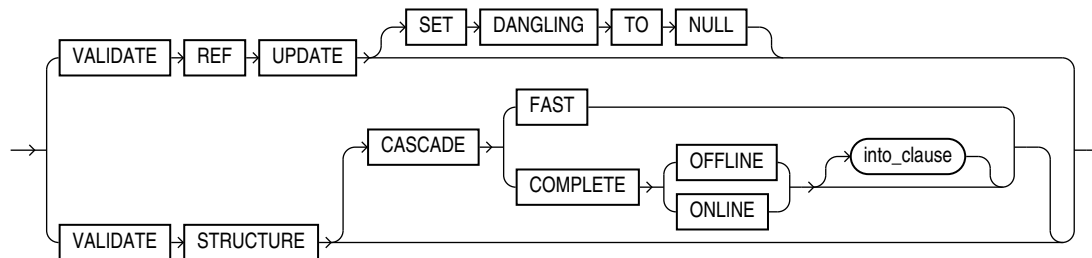 SET DANGLING TO NULL
VALIDATE REF UPDATE
FAST
CASCADE
OFFLINE into_clause
COMPLETE
ONLINE
VALIDATE STRUCTURE